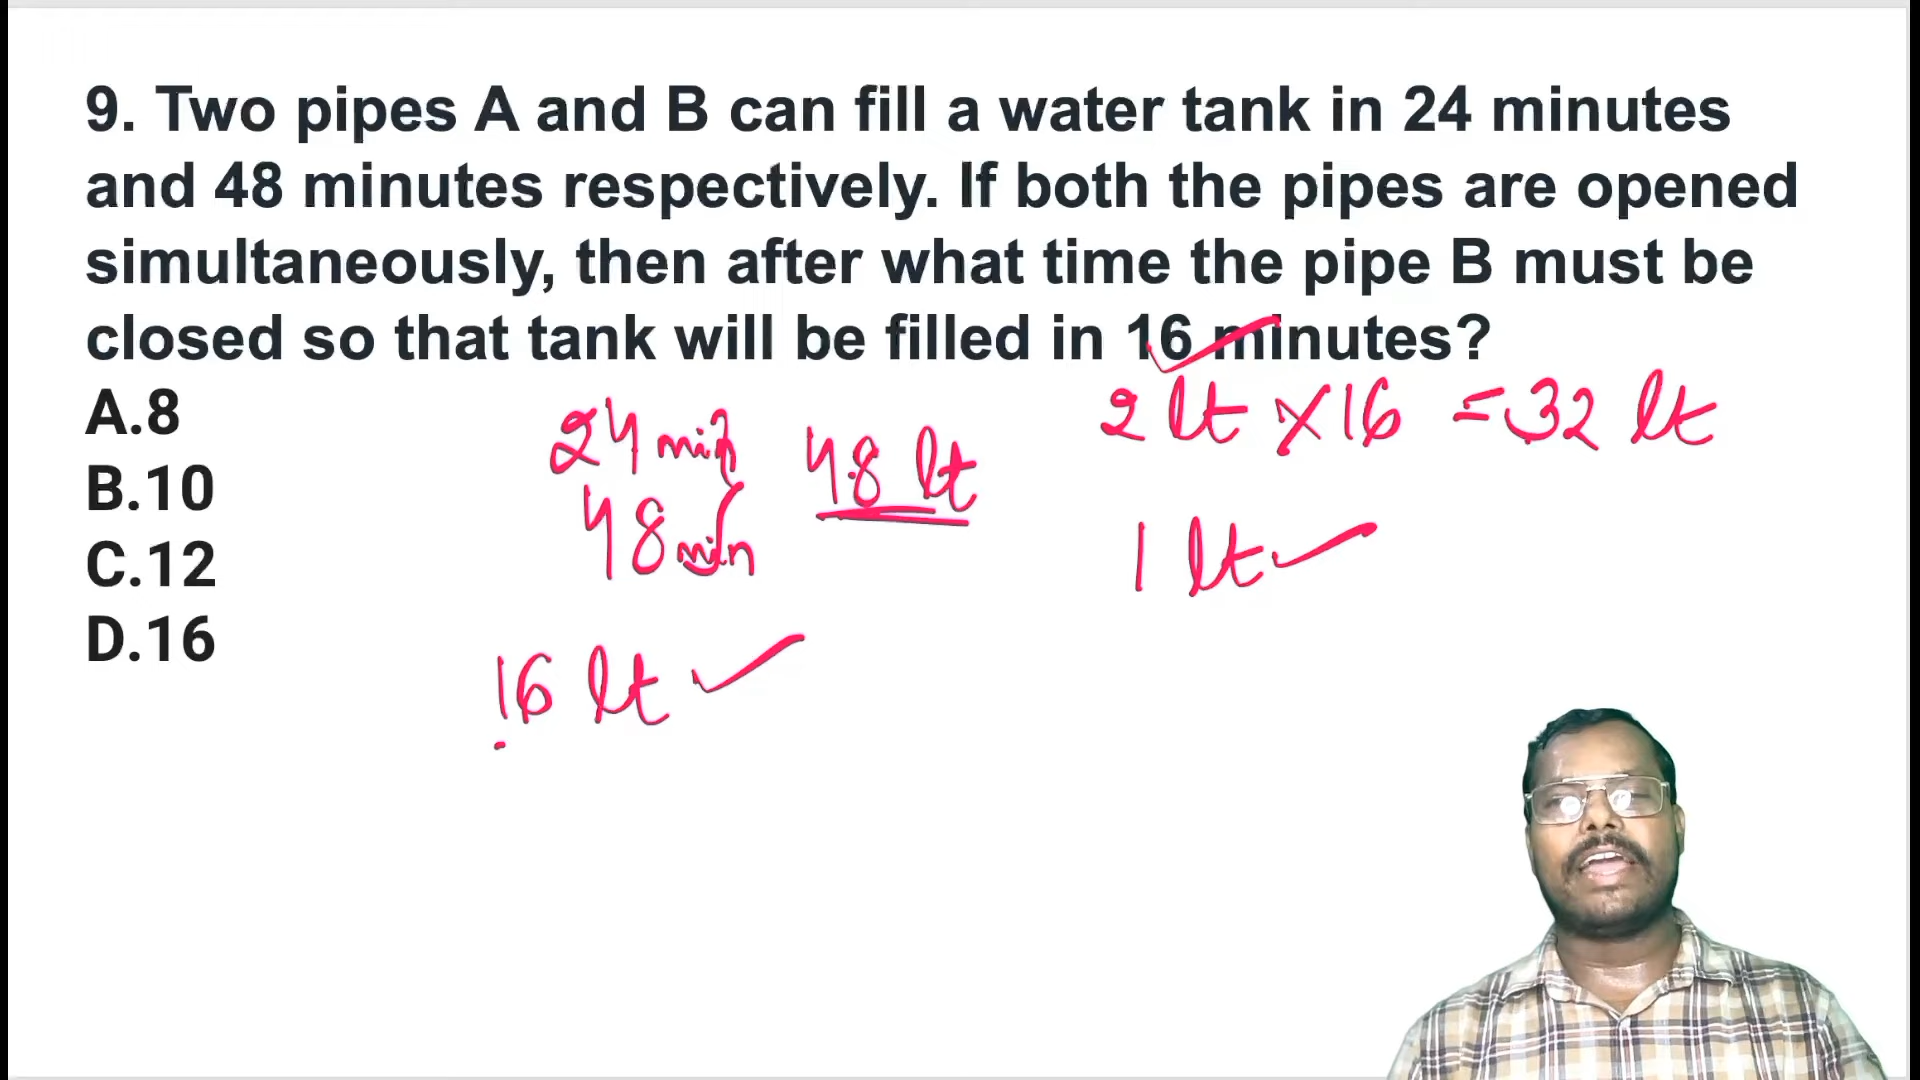 9. Two pipes A and B can fill a water tank in 24 minutes
and 48 minutes respectively. If both the pipes are opened
simultaneously, then after what time the pipe B must be
closed so that tank will be filled in 16 minutes?
A.8
B.10
C.12
D.16
24 min
48 min
48 lt
2 lt × 16 = 32 lt
1 lt
16 lt